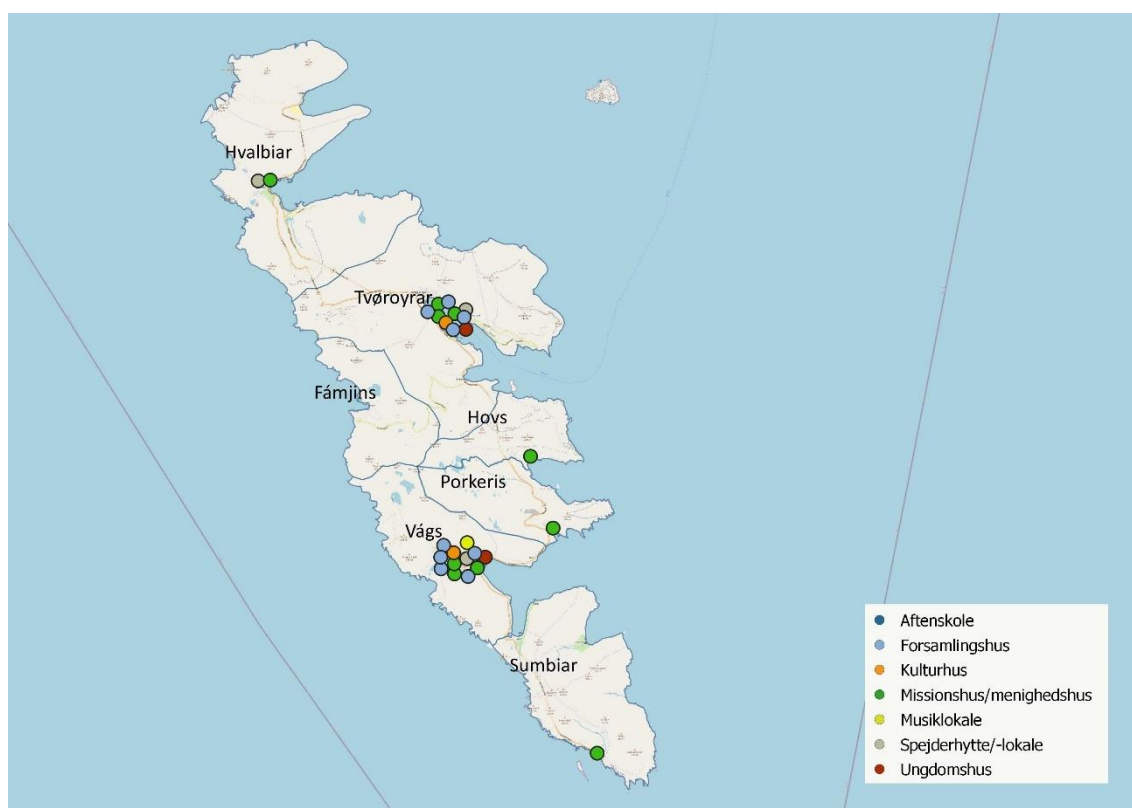 Hvalbiar
Tvøroyrar
Fámjins
Hovs
Porkeris
Vágs
Sumbiar
Aftenskole
Forsamlingshus
Kulturhus
Missionshus/menighedshus
Musiklokale
Spejderhytte/-lokale
Ungdomshus